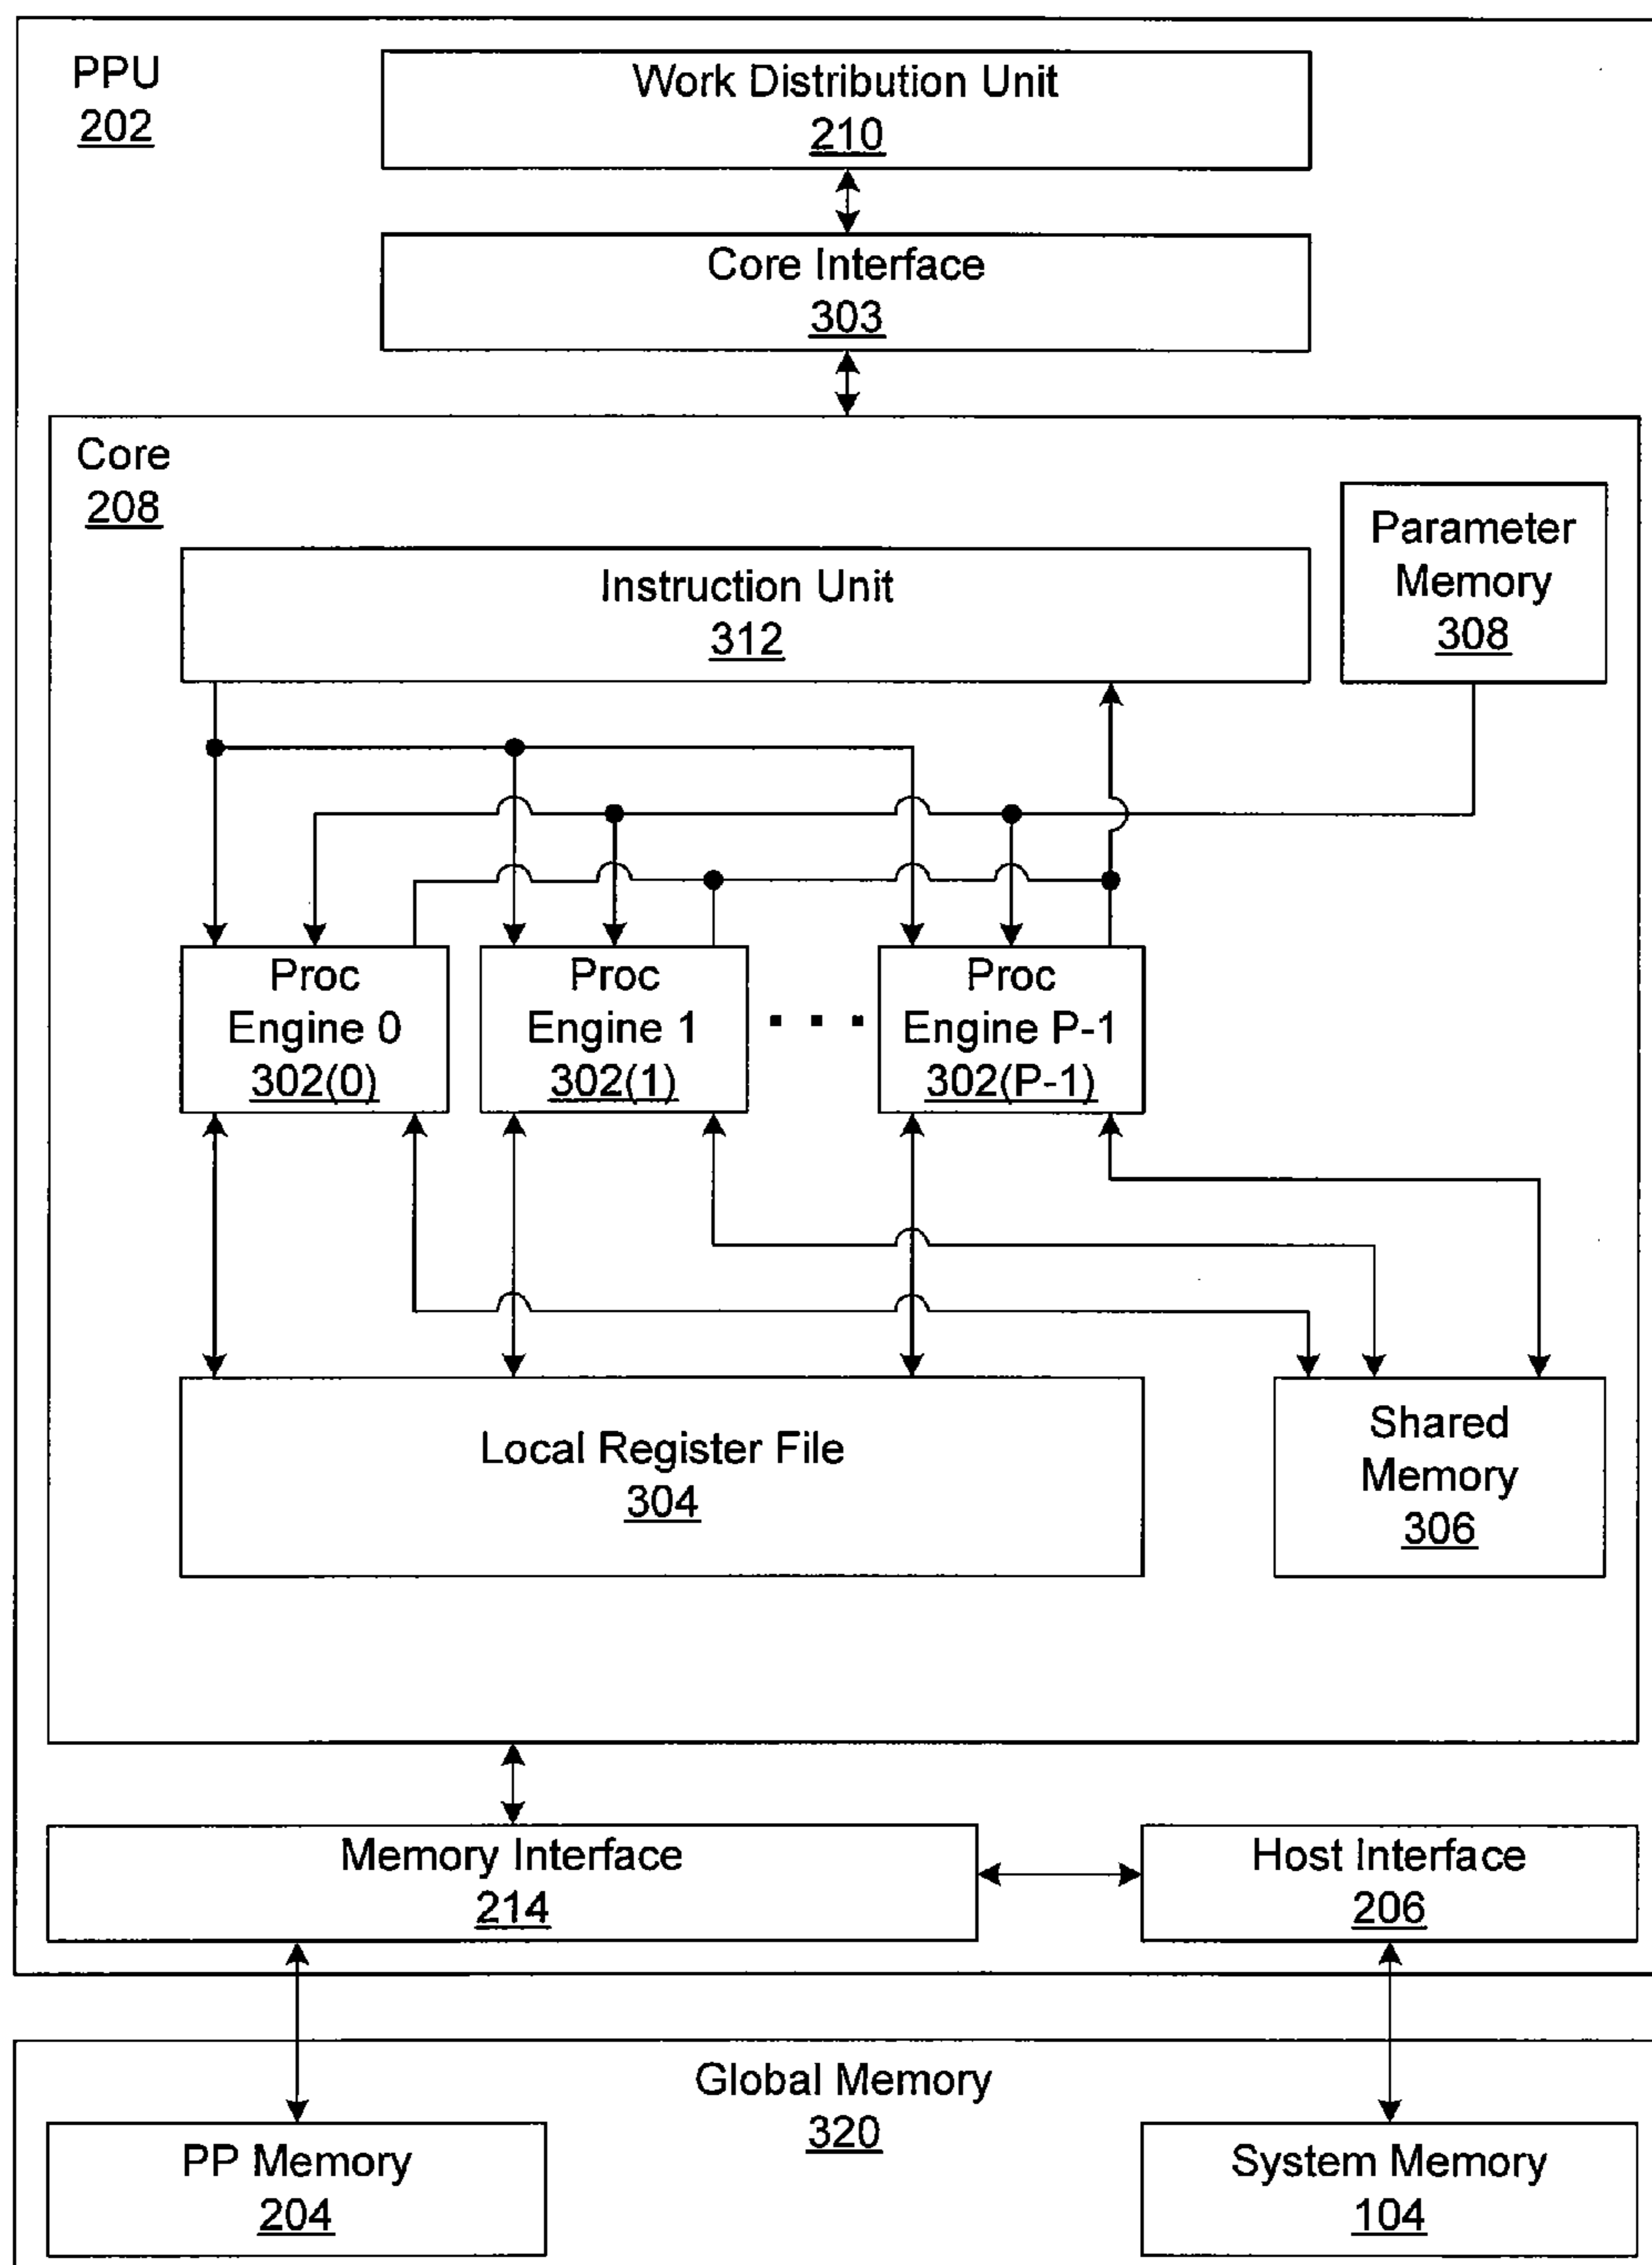 PPU
202
Work Distribution Unit
210
Core Interface
303
Core
208
Parameter
Memory
308
Instruction Unit
312
Proc
Engine 0
302(0)
Proc
Engine 1
302(1)
Proc
Engine P-1
302(P-1)
Local Register File
304
Shared
Memory
306
Memory Interface
214
Host Interface
206
Global Memory
320
PP Memory
204
System Memory
104